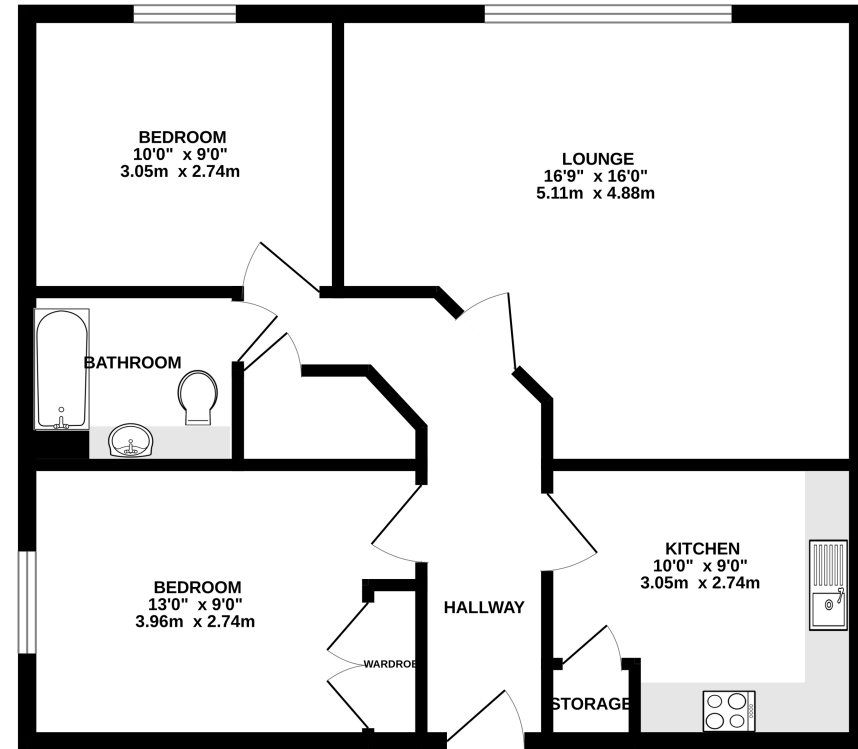 BEDROOM
10'0" x 9'0"
3.05m x 2.74m
LOUNGE
16'9" x 16'0"
5.11m x 4.88m
BATHROOM
BEDROOM
13'0" x 9'0"
3.96m x 2.74m
WARDROBE
HALLWAY
KITCHEN
10'0" x 9'0"
3.05m x 2.74m
STORAGE